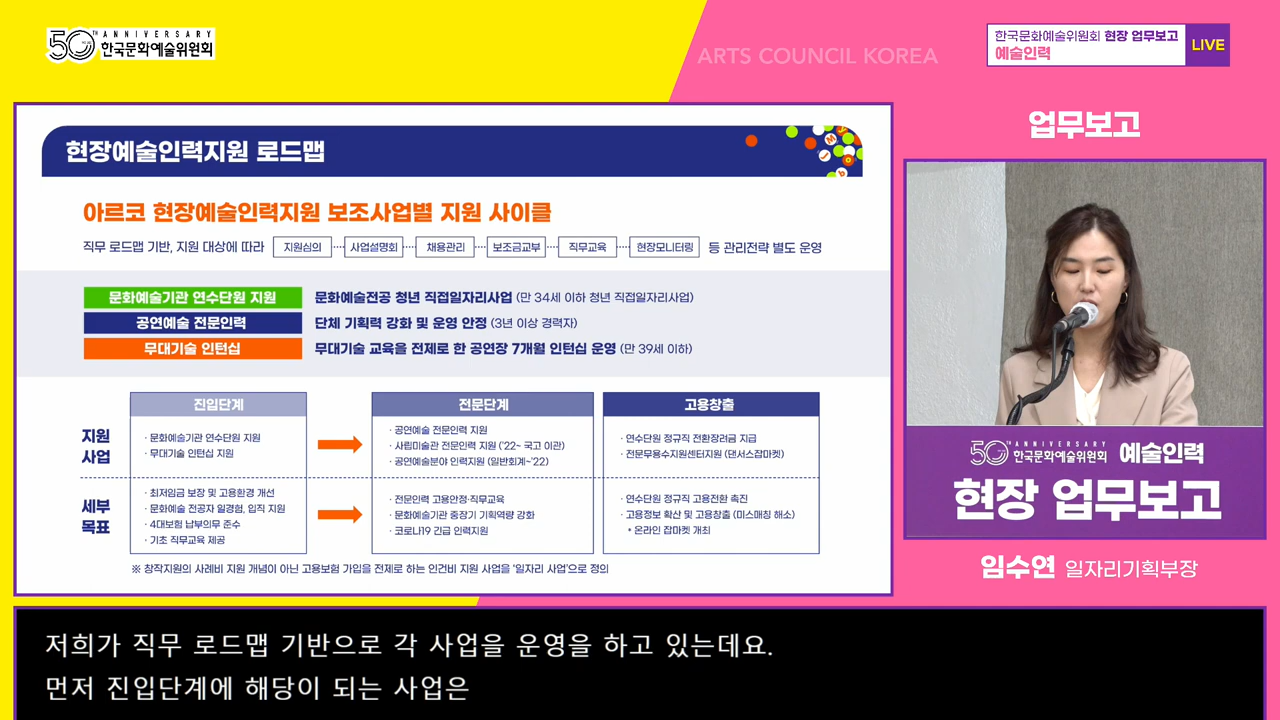 50TH ANNIVERSARY
한국문화예술위원회
ARTS COUNCIL KOREA
한국문화예술위원회 현장 업무보고
예술인력
LIVE
현장예술인력지원 로드맵
아르코 현장예술인력지원 보조사업별 지원 사이클
직무 로드맵 기반, 지원 대상에 따라 지원심의 사업설명회 채용관리 보조금교부 직무교육 현장모니터링 등 관리전략 별도 운영
문화예술기관 연수단원 지원 문화예술전공 청년 직접일자리사업 (만 34세 이하 청년 직접일자리사업)
공연예술 전문인력 단체 기획력 강화 및 운영 안정 (3년 이상 경력자)
무대기술 인턴십 무대기술 교육을 전제로 한 공연장 7개월 인턴십 운영 (만 39세 이하)
진입단계 전문단계 고용창출
지원
사업
· 문화예술기관 연수단원 지원
· 무대기술 인턴십 지원
· 공연예술 전문인력 지원
· 사립미술관 전문인력 지원 ('22~ 국고 이관)
· 공연예술분야 인력지원 (일반회계~'22)
· 연수단원 정규직 전환장려금 지급
· 전문무용수지원센터지원 (댄서스잡마켓)
세부
목표
· 최저임금 보장 및 고용환경 개선
· 문화예술 전공자 일경험, 입직 지원
· 4대보험 납부의무 준수
· 기초 직무교육 제공
· 전문인력 고용안정·직무교육
· 문화예술기관 중장기 기획역량 강화
· 코로나19 긴급 인력지원
· 연수단원 정규직 고용전환 촉진
· 고용정보 확산 및 고용창출 (미스매칭 해소)
* 온라인 잡마켓 개최
※ 창작지원의 사례비 지원 개념이 아닌 고용보험 가입을 전제로 하는 인건비 지원 사업을 '일자리 사업'으로 정의
업무보고
50TH ANNIVERSARY
한국문화예술위원회 예술인력
현장 업무보고
임수연 일자리기획부장
저희가 직무 로드맵 기반으로 각 사업을 운영을 하고 있는데요.
먼저 진입단계에 해당이 되는 사업은